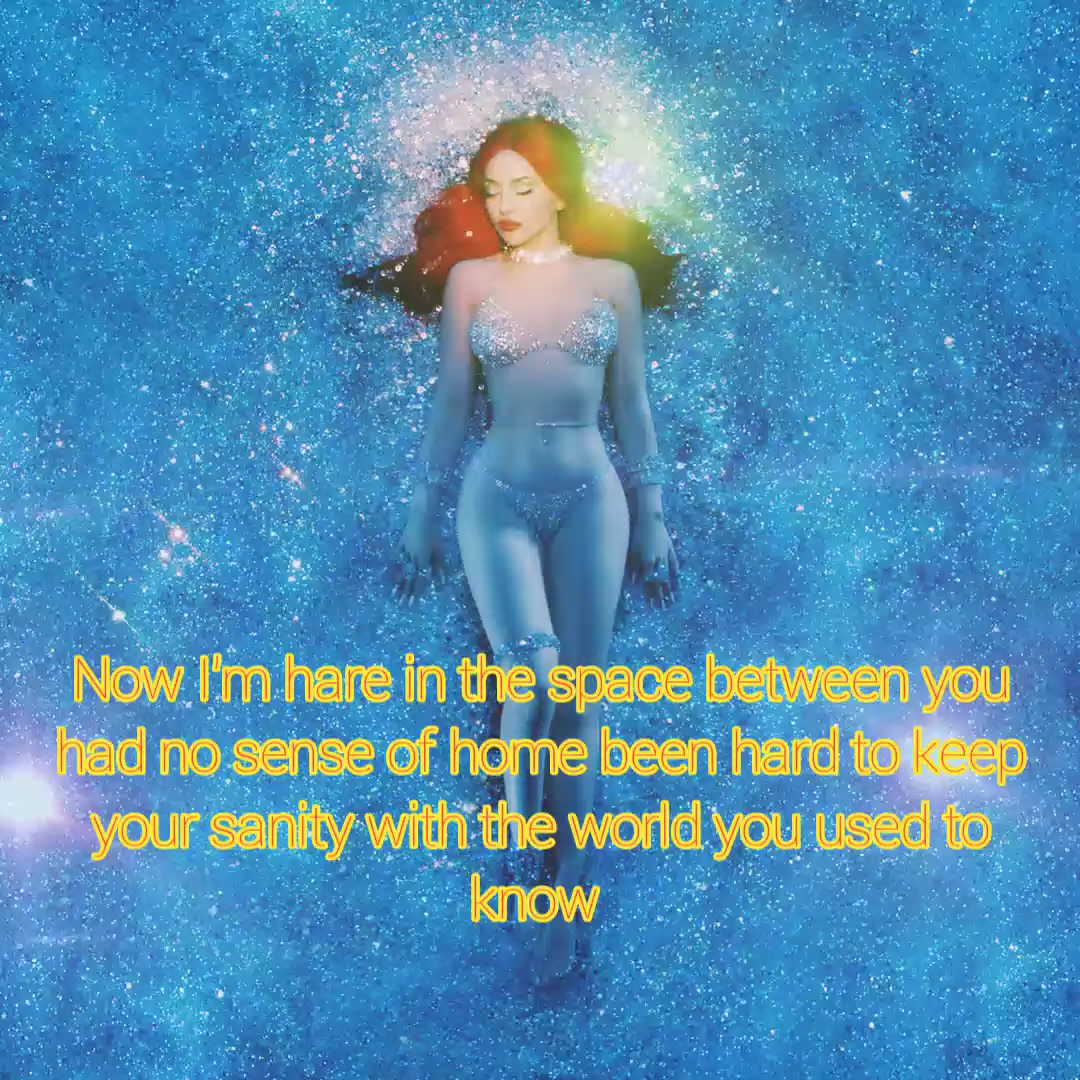 Now I'm hare in the space between you
had no sense of home been hard to keep
your sanity with the world you used to
know